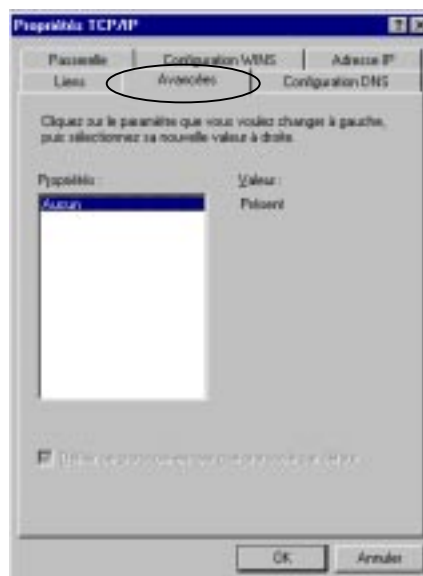 Propriétés TCP/IP
Passerelle Configuration WINS Adresse IP
Liens Avancées Configuration DNS
Cliquez sur le paramètre que vous voulez changer à gauche,
puis sélectionnez sa nouvelle valeur à droite.
Propriétés : Valeur :
Aucun Présent
OK Annuler